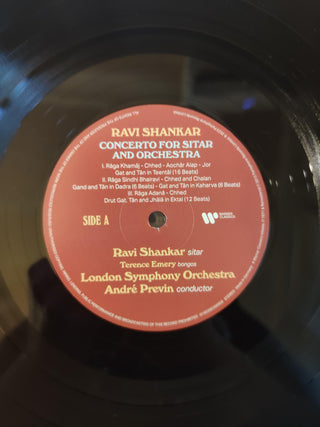 RAVI SHANKAR
CONCERTO FOR SITAR
AND ORCHESTRA
I. Rāga Khamāj - Chhed - Aochār Alap - Jor
Gat and Tān in Teentāl (16 Beats)
II. Rāga Sindhi Bhairavi - Chhed and Chalan
Gand and Tān in Dadra (6 Beats) - Gat and Tān in Kaharva (8 Beats)
III. Rāga Adanā - Chhed
Drut Gat, Tān and Jhālā in Ektal (12 Beats)
SIDE A
WARNER
CLASSICS
Ravi Shankar sitar
Terence Emery bongos
London Symphony Orchestra
André Previn conductor